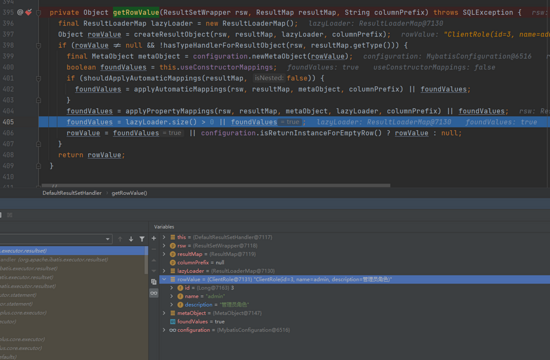 395 private Object getRowValue(ResultSetWrapper rsw, ResultMap resultMap, String columnPrefix) throws SQLException {
396 final ResultLoaderMap lazyLoader = new ResultLoaderMap(); lazyLoader: ResultLoaderMap@7130
397 Object rowValue = createResultObject(rsw, resultMap, lazyLoader, columnPrefix); rowValue: "ClientRole(id=3, name=adm
398 if (rowValue ≠ null && !hasTypeHandlerForResultObject(rsw, resultMap.getType())) {
399 final MetaObject metaObject = configuration.newMetaObject(rowValue); configuration: MybatisConfiguration@6516
400 boolean foundValues = this.useConstructorMappings; foundValues: true useConstructorMappings: false
401 if (shouldApplyAutomaticMappings(resultMap, isNested: false)) {
402 foundValues = applyAutomaticMappings(rsw, resultMap, metaObject, columnPrefix) || foundValues;
403 }
404 foundValues = applyPropertyMappings(rsw, resultMap, metaObject, lazyLoader, columnPrefix) || foundValues;
405 foundValues = lazyLoader.size() > 0 || foundValues = true ; lazyLoader: ResultLoaderMap@7130 foundValues: true
406 rowValue = foundValues = true || configuration.isReturnInstanceForEmptyRow() ? rowValue : null;
407 }
408 return rowValue;
409 }
410
DefaultResultSetHandler › getRowValue()
Variables
this = {DefaultResultSetHandler@7117}
rsw = {ResultSetWrapper@7118}
resultMap = {ResultMap@7119}
columnPrefix = null
lazyLoader = {ResultLoaderMap@7130}
rowValue = {ClientRole@7131} "ClientRole(id=3, name=admin, description=管理员角色)"
id = {Long@7165} 3
name = "admin"
description = "管理员角色"
metaObject = {MetaObject@7147}
foundValues = true
configuration = {MybatisConfiguration@6516}